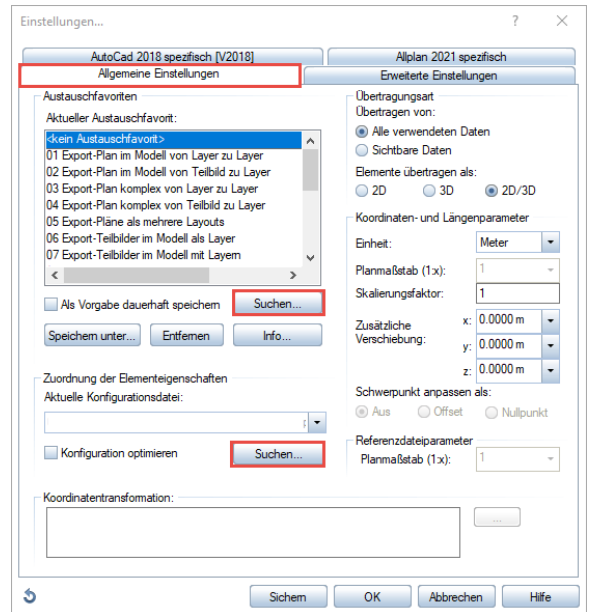 Einstellungen...
?
AutoCad 2018 spezifisch [V2018]
Allplan 2021 spezifisch
Allgemeine Einstellungen
Erweiterte Einstellungen
Austauschfavoriten
Aktueller Austauschfavorit:
<kein Austauschfavorit>
01 Export-Plan im Modell von Layer zu Layer
02 Export-Plan im Modell von Teilbild zu Layer
03 Export-Plan komplex von Layer zu Layer
04 Export-Plan komplex von Teilbild zu Layer
05 Export-Pläne als mehrere Layouts
06 Export-Teilbilder im Modell als Layer
07 Export-Teilbilder im Modell mit Layern
Als Vorgabe dauerhaft speichern
Suchen...
Speichern unter...
Entfernen
Info...
Zuordnung der Elementeigenschaften
Aktuelle Konfigurationsdatei:
Konfiguration optimieren
Suchen...
Übertragungsart
Übertragen von:
Alle verwendeten Daten
Sichtbare Daten
Elemente übertragen als:
2D
3D
2D/3D
Koordinaten- und Längenparameter
Einheit:
Meter
Planmaßstab (1:x):
1
Skalierungsfaktor:
1
Zusätzliche
Verschiebung:
x:
0.0000 m
y:
0.0000 m
z:
0.0000 m
Schwerpunkt anpassen als:
Aus
Offset
Nullpunkt
Referenzdateiparameter
Planmaßstab (1:x):
1
Koordinatentransformation:
...
Sichern
OK
Abbrechen
Hilfe